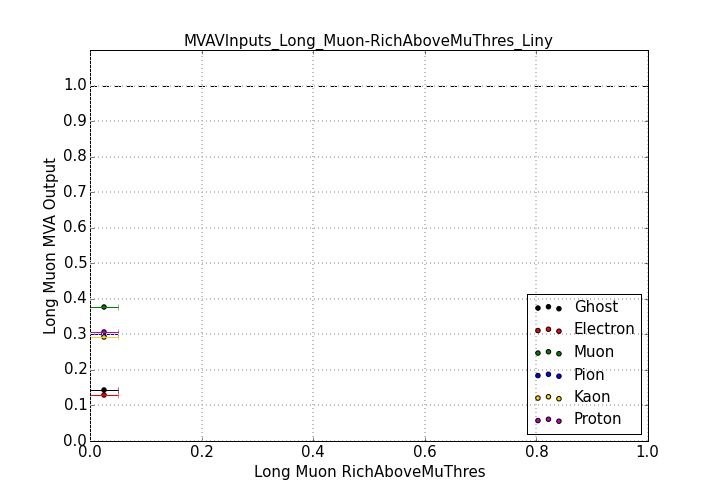 MVAVInputs_Long_Muon-RichAboveMuThres_Liny
Long Muon MVA Output
1.0
0.9
0.8
0.7
0.6
0.5
0.4
0.3
0.2
0.1
0.0
Ghost
Electron
Muon
Pion
Kaon
Proton
0.0 0.2 0.4 0.6 0.8 1.0
Long Muon RichAboveMuThres